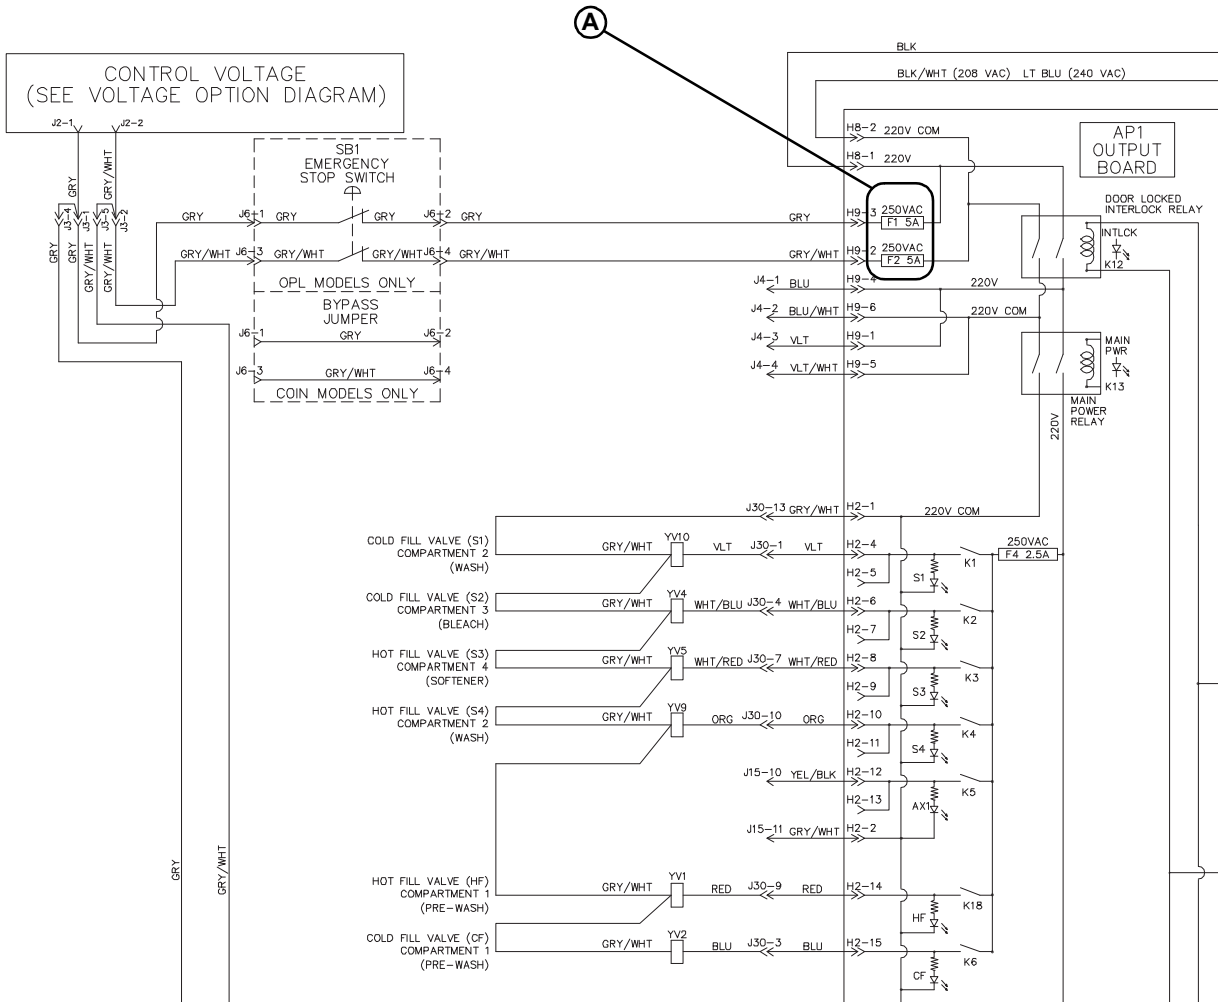 A
BLK
BLK/WHT (208 VAC) LT BLU (240 VAC)
CONTROL VOLTAGE
(SEE VOLTAGE OPTION DIAGRAM)
J2-1
J2-2
GRY
GRY/WHT
J3-4
J3-1
J3-5
J3-2
GRY
GRY
GRY/WHT
GRY/WHT
SB1
EMERGENCY
STOP SWITCH
GRY J6-1 GRY GRY J6-2 GRY
GRY/WHT J6-3 GRY/WHT GRY/WHT J6-4 GRY/WHT
OPL MODELS ONLY
BYPASS
JUMPER
J6-1 GRY J6-2
J6-3 GRY/WHT J6-4
COIN MODELS ONLY
H8-2 220V COM
H8-1 220V
AP1
OUTPUT
BOARD
GRY H9-3 250VAC
F1 5A
GRY/WHT H9-2 250VAC
F2 5A
DOOR LOCKED
INTERLOCK RELAY
INTLCK
K12
J4-1 BLU H9-4 220V
J4-2 BLU/WHT H9-6 220V COM
J4-3 VLT H9-1
J4-4 VLT/WHT H9-5
MAIN
PWR
K13
MAIN
POWER
RELAY
220V
J30-13 GRY/WHT H2-1 220V COM
COLD FILL VALVE (S1)
COMPARTMENT 2
(WASH)
GRY/WHT YV10 VLT J30-1 VLT H2-4
K1
250VAC
F4 2.5A
H2-5
S1
COLD FILL VALVE (S2)
COMPARTMENT 3
(BLEACH)
GRY/WHT YV4 WHT/BLU J30-4 WHT/BLU H2-6
K2
H2-7
S2
HOT FILL VALVE (S3)
COMPARTMENT 4
(SOFTENER)
GRY/WHT YV5 WHT/RED J30-7 WHT/RED H2-8
K3
H2-9
S3
HOT FILL VALVE (S4)
COMPARTMENT 2
(WASH)
GRY/WHT YV9 ORG J30-10 ORG H2-10
K4
H2-11
S4
J15-10 YEL/BLK H2-12
K5
H2-13
AX1
J15-11 GRY/WHT H2-2
GRY
GRY/WHT
HOT FILL VALVE (HF)
COMPARTMENT 1
(PRE-WASH)
GRY/WHT YV1 RED J30-9 RED H2-14
K18
HF
COLD FILL VALVE (CF)
COMPARTMENT 1
(PRE-WASH)
GRY/WHT YV2 BLU J30-3 BLU H2-15
K6
CF